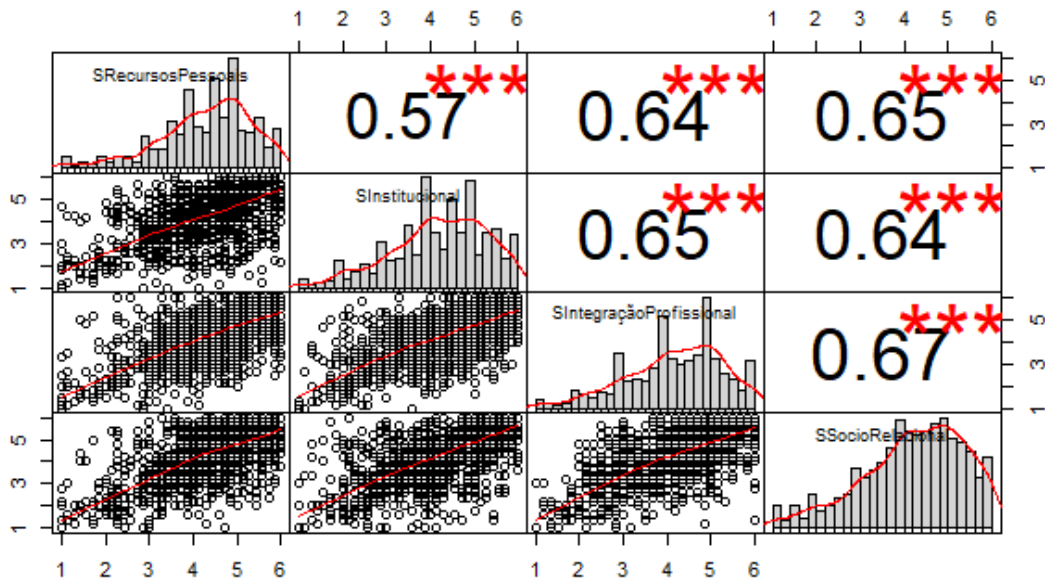 1 2 3 4 5 6 1 2 3 4 5 6
SRecursosPessoais
0.57***
0.64***
0.65***
1 3 5
1 3 5
SInstitucional
0.65***
0.64***
SIntegraçãoProfissional
0.67***
1 3 5
1 3 5
SSocioRelacional
1 2 3 4 5 6 1 2 3 4 5 6